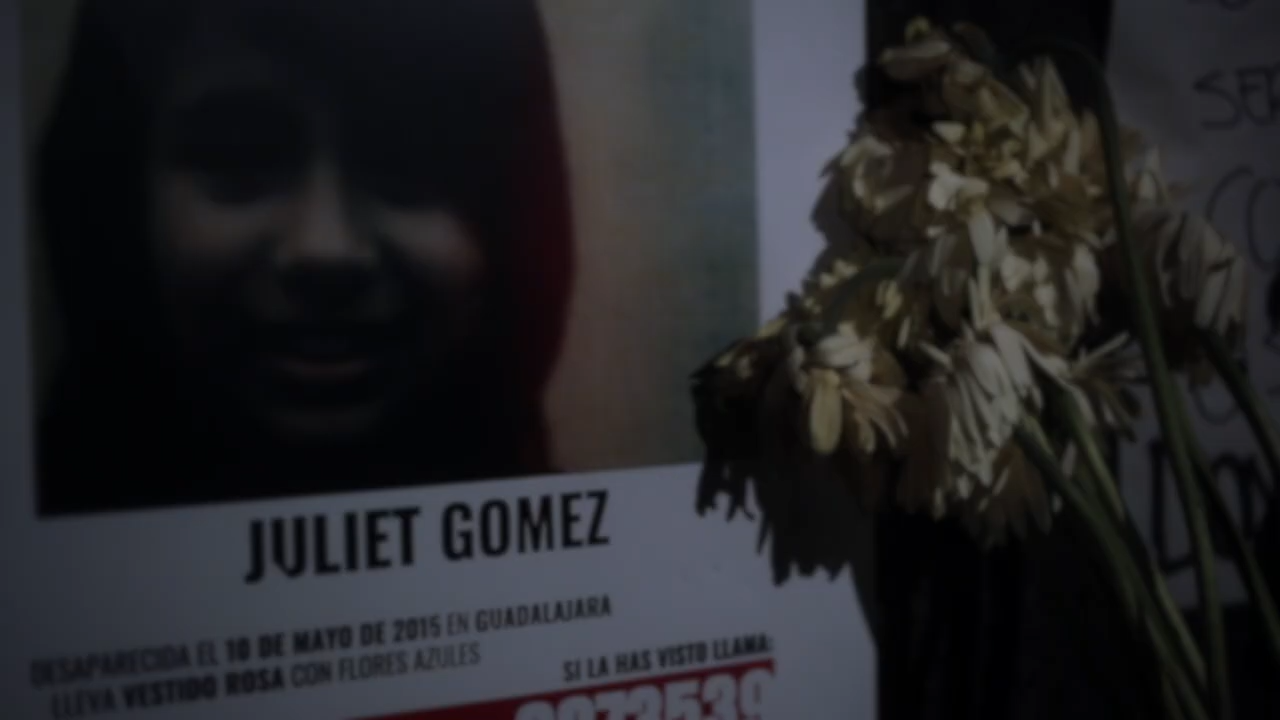 JULIET GOMEZ
DESAPARECIDA EL 10 DE MAYO DE 2015 EN GUADALAJARA
LLEVA VESTIDO ROSA CON FLORES AZULES
SI LA HAS VISTO LLAMA:
SER